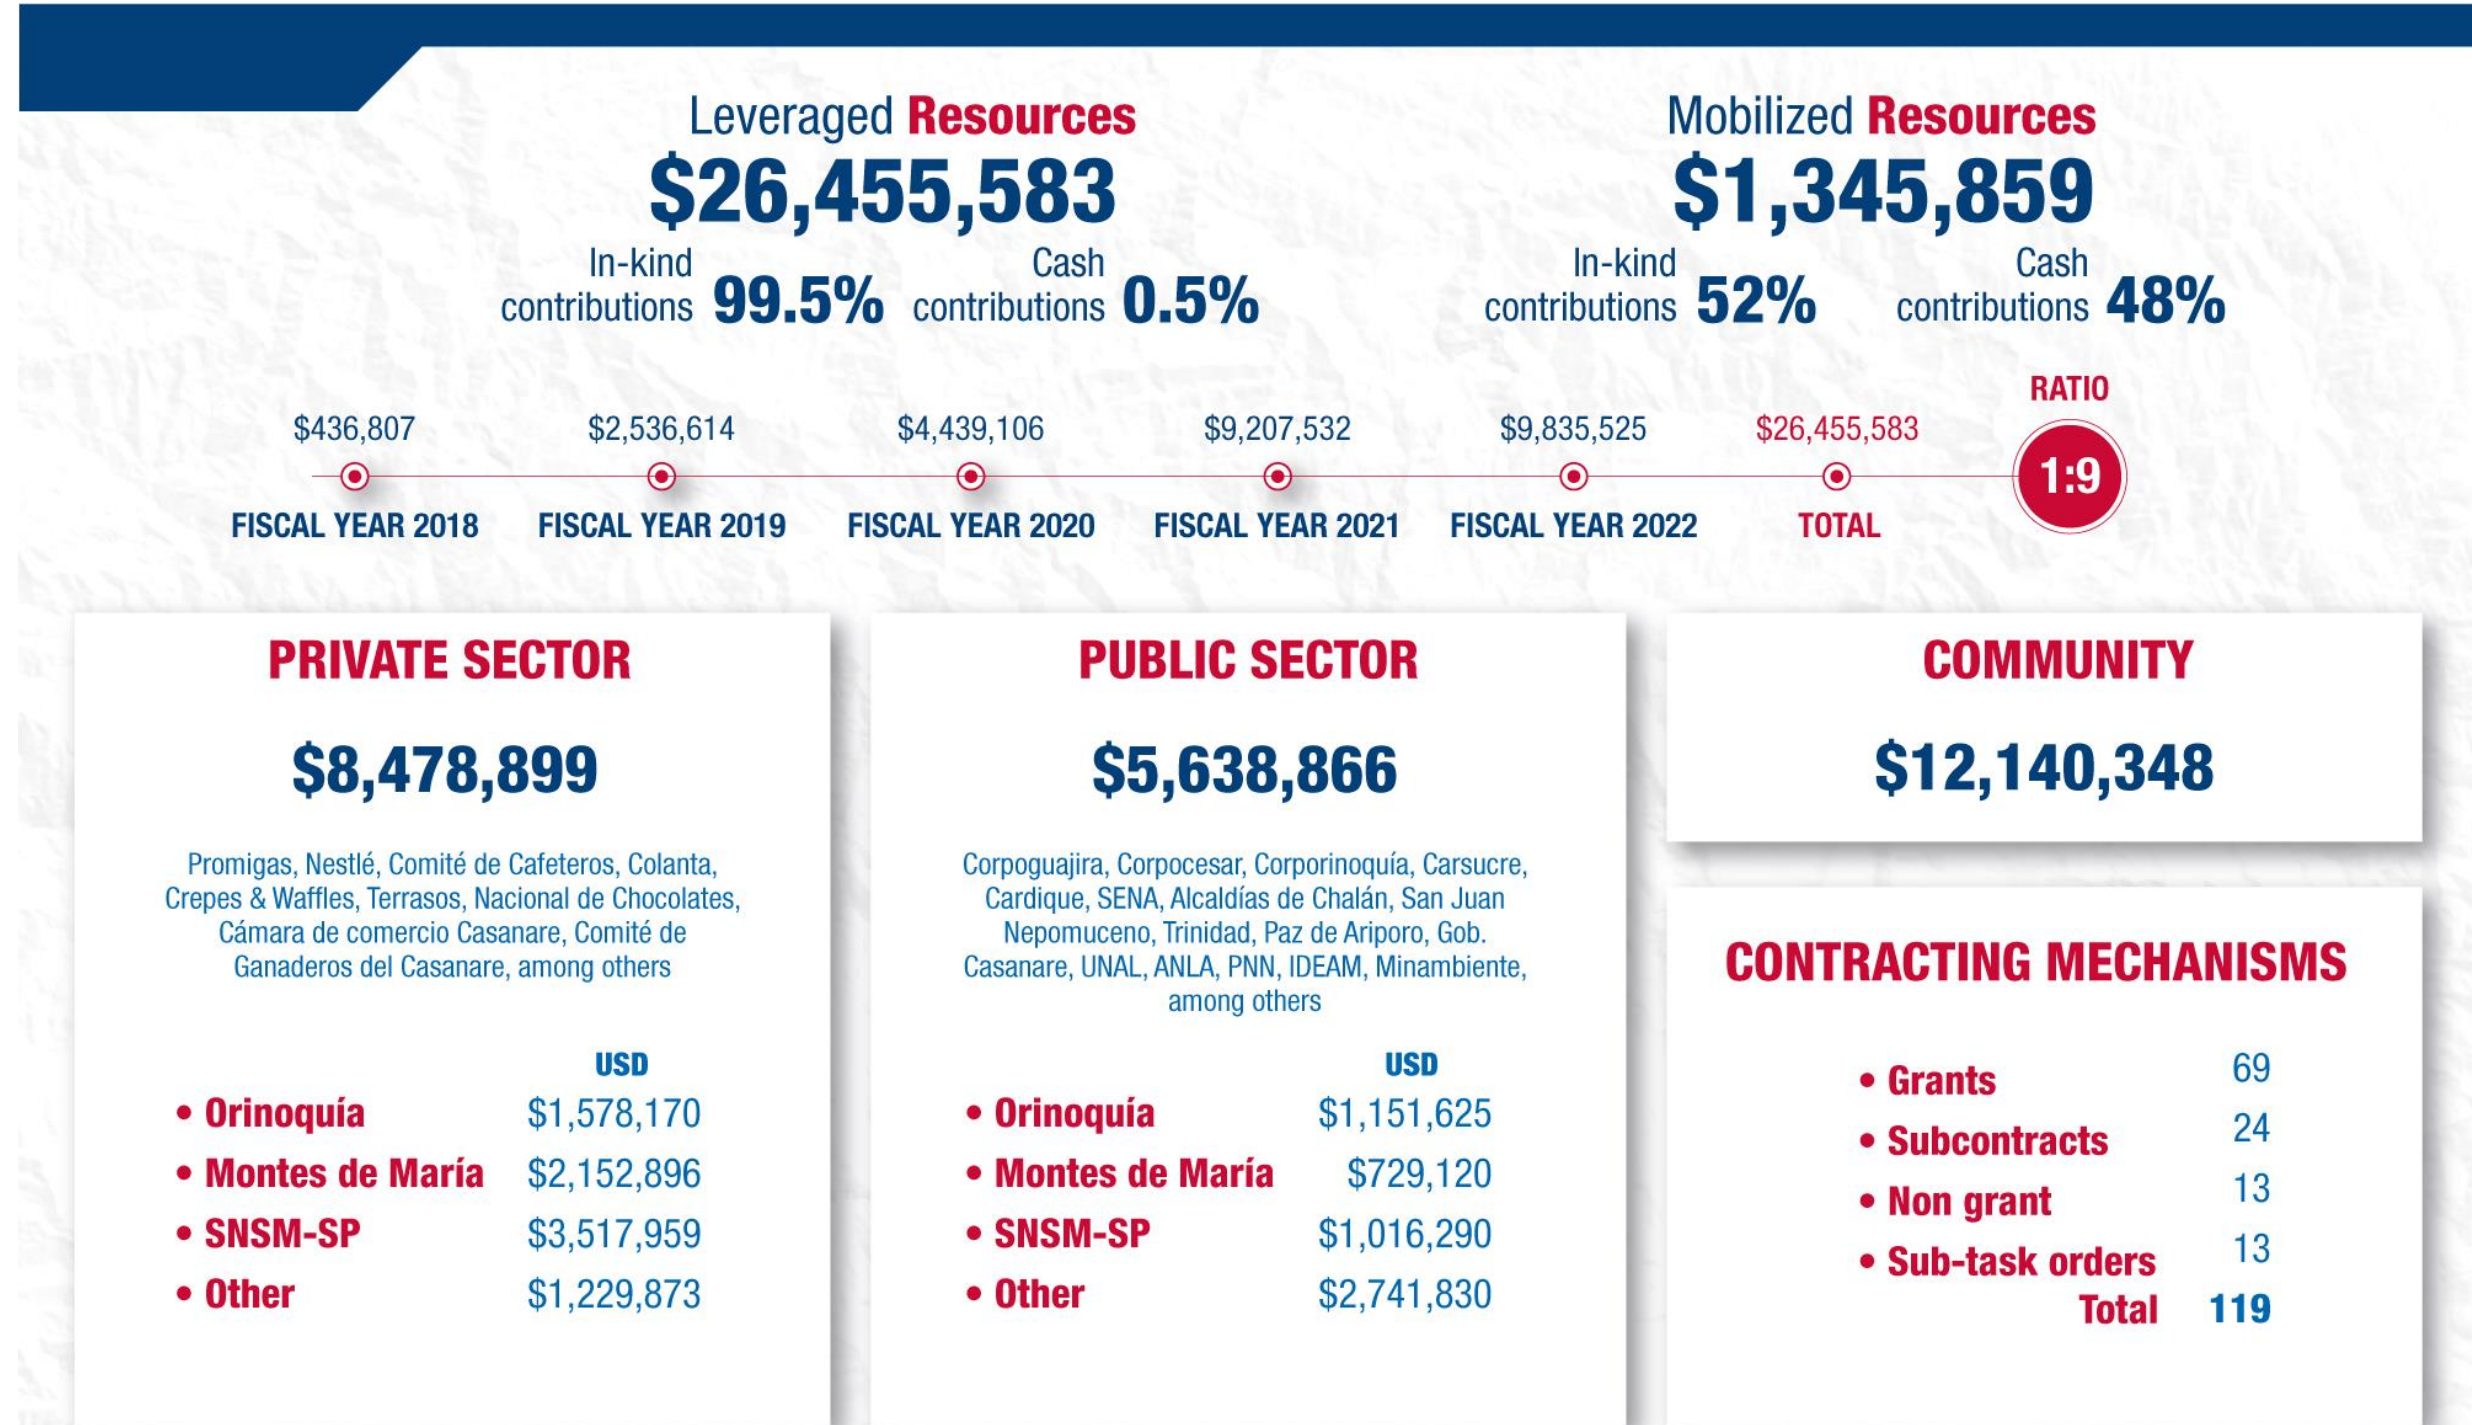 Leveraged Resources
$26,455,583
In-kind contributions 99.5% Cash contributions 0.5%
Mobilized Resources
$1,345,859
In-kind contributions 52% Cash contributions 48%
$436,807 $2,536,614 $4,439,106 $9,207,532 $9,835,525 $26,455,583
RATIO
1:9
FISCAL YEAR 2018 FISCAL YEAR 2019 FISCAL YEAR 2020 FISCAL YEAR 2021 FISCAL YEAR 2022 TOTAL
PRIVATE SECTOR
$8,478,899
Promigas, Nestlé, Comité de Cafeteros, Colanta,
Crepes & Waffles, Terrasos, Nacional de Chocolates,
Cámara de comercio Casanare, Comité de
Ganaderos del Casanare, among others
USD
• Orinoquía $1,578,170
• Montes de María $2,152,896
• SNSM-SP $3,517,959
• Other $1,229,873
PUBLIC SECTOR
$5,638,866
Corpoguajira, Corpocesar, Corporinoquía, Carsucre,
Cardique, SENA, Alcaldías de Chalán, San Juan
Nepomuceno, Trinidad, Paz de Ariporo, Gob.
Casanare, UNAL, ANLA, PNN, IDEAM, Minambiente,
among others
USD
• Orinoquía $1,151,625
• Montes de María $729,120
• SNSM-SP $1,016,290
• Other $2,741,830
COMMUNITY
$12,140,348
CONTRACTING MECHANISMS
• Grants 69
• Subcontracts 24
• Non grant 13
• Sub-task orders 13
Total 119